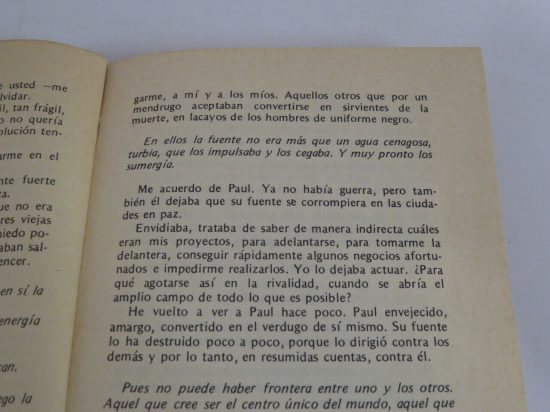 e usted —me
lvidar.
il, tan frágil,
o no quería
olución ten-
arme en el
nte fuerte
za.
que no era
res viejas
niedo po-
aban sal-
encer.
en sí la
energía
can.
ego la
garme, a mí y a los míos. Aquellos otros que por un
mendrugo aceptaban convertirse en sirvientes de la
muerte, en lacayos de los hombres de uniforme negro.
En ellos la fuente no era más que un agua cenagosa,
turbia, que los impulsaba y los cegaba. Y muy pronto los
sumergía.
Me acuerdo de Paul. Ya no había guerra, pero tam-
bién él dejaba que su fuente se corrompiera en las ciuda-
des en paz.
Envidiaba, trataba de saber de manera indirecta cuáles
eran mis proyectos, para adelantarse, para tomarme la
delantera, conseguir rápidamente algunos negocios afortu-
nados e impedirme realizarlos. Yo lo dejaba actuar. ¿Para
qué agotarse así en la rivalidad, cuando se abría el
amplio campo de todo lo que es posible?
He vuelto a ver a Paul hace poco. Paul envejecido,
amargo, convertido en el verdugo de sí mismo. Su fuente
lo ha destruido poco a poco, porque lo dirigió contra los
demás y por lo tanto, en resumidas cuentas, contra él.
Pues no puede haber frontera entre uno y los otros.
Aquel que cree ser el centro único del mundo, aquel que